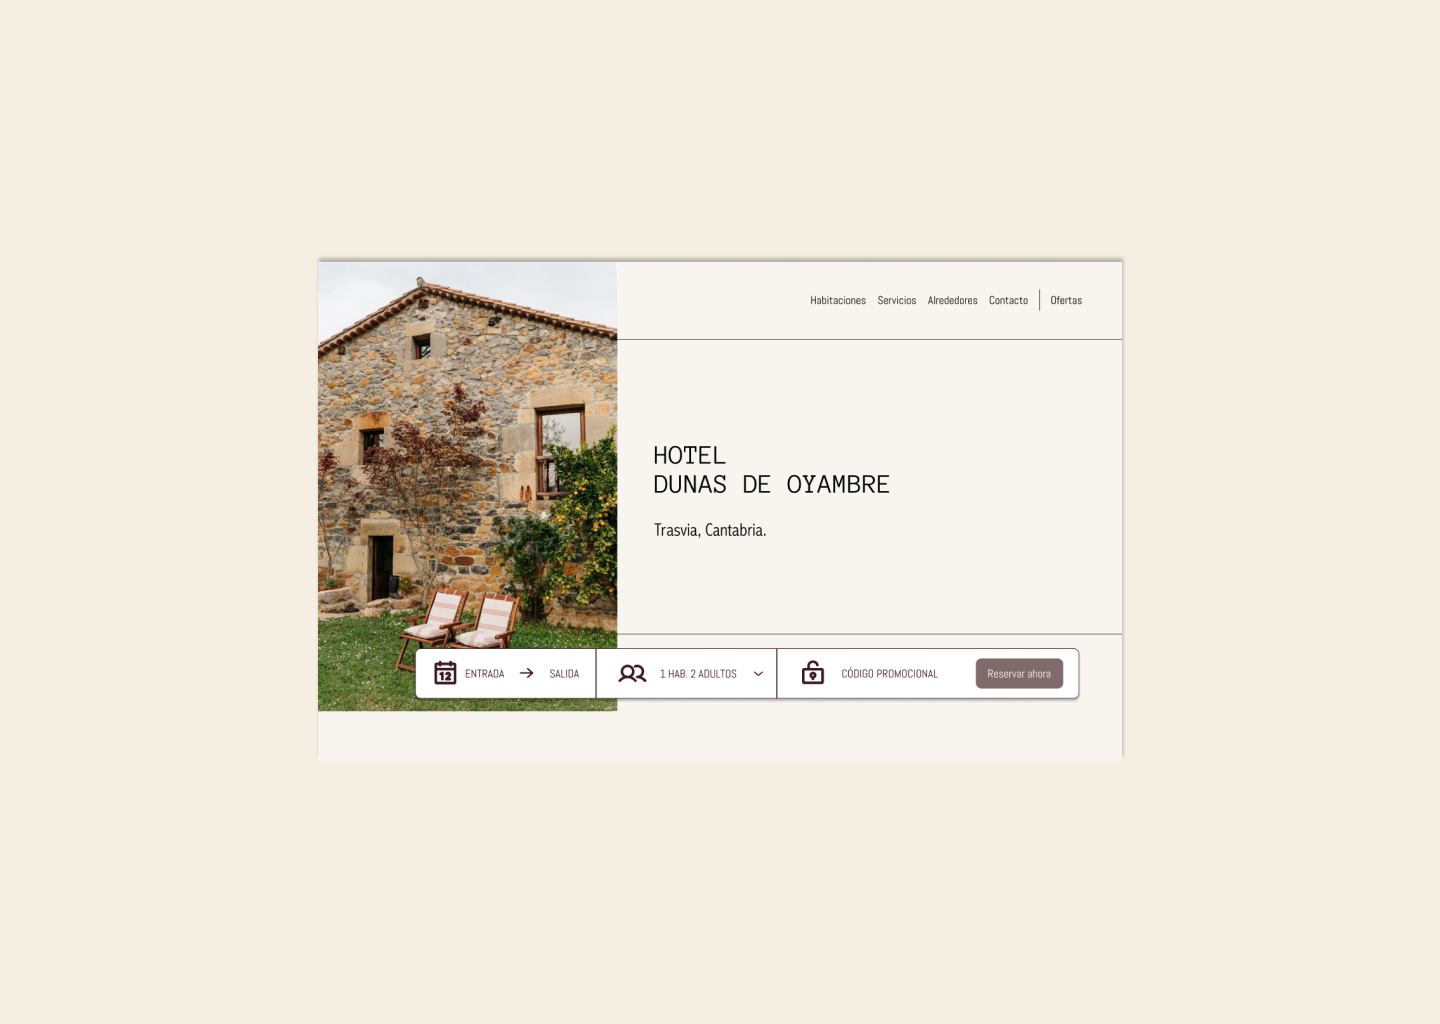 Habitaciones Servicios Alrededores Contacto Ofertas
HOTEL
DUNAS DE OYAMBRE
Trasvia, Cantabria.
12 ENTRADA → SALIDA 1 HAB. 2 ADULTOS CÓDIGO PROMOCIONAL Reservar ahora